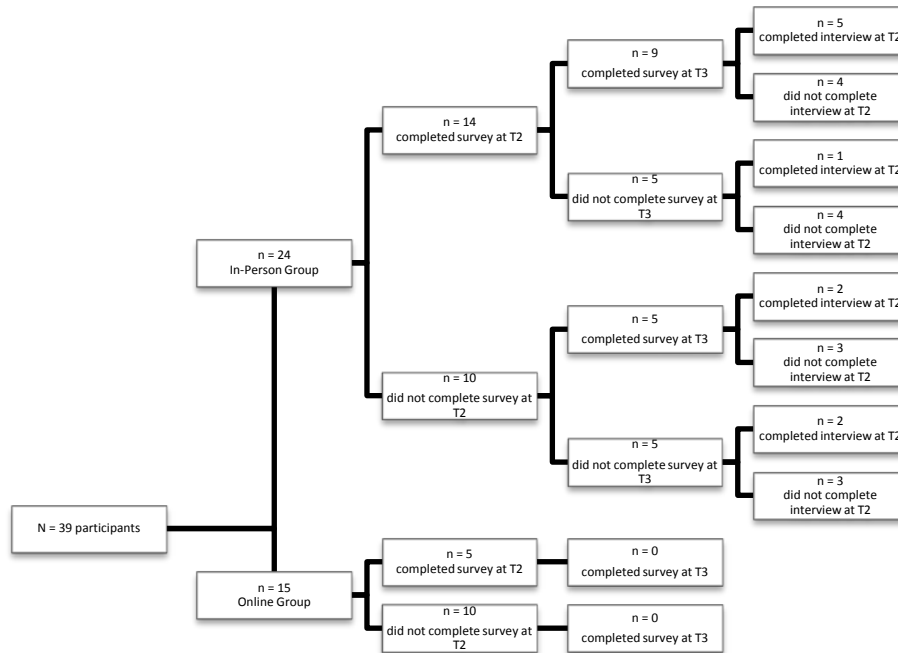 N = 39 participants
n = 24
In-Person Group
n = 15
Online Group
n = 14
completed survey at T2
n = 10
did not complete survey at
T2
n = 5
completed survey at T2
n = 10
did not complete survey at
T2
n = 9
completed survey at T3
n = 5
did not complete survey at
T3
n = 5
completed survey at T3
n = 5
did not complete survey at
T3
n = 0
completed survey at T3
n = 0
completed survey at T3
n = 5
completed interview at T2
n = 4
did not complete
interview at T2
n = 1
completed interview at T2
n = 4
did not complete
interview at T2
n = 2
completed interview at T2
n = 3
did not complete
interview at T2
n = 2
completed interview at T2
n = 3
did not complete
interview at T2